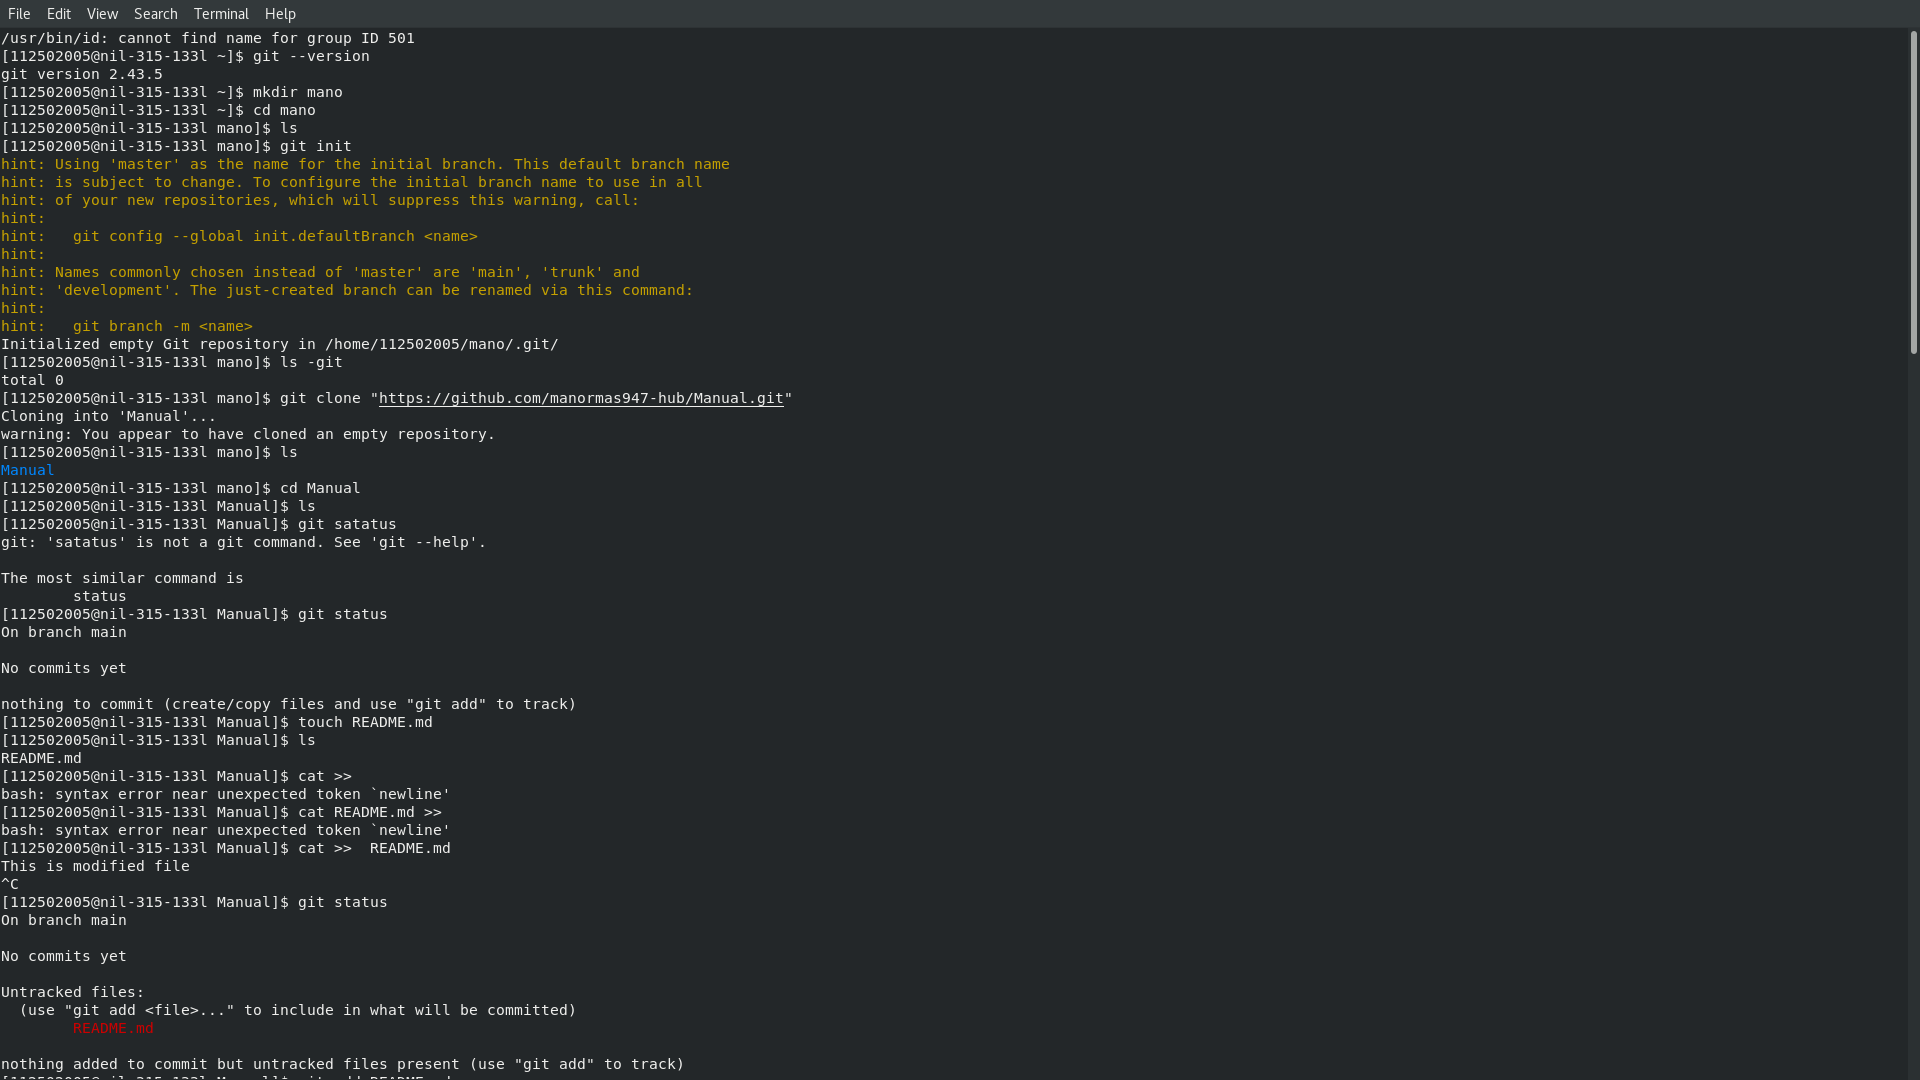 File Edit View Search Terminal Help
/usr/bin/id: cannot find name for group ID 501
[112502005@nil-315-133l ~]$ git --version
git version 2.43.5
[112502005@nil-315-133l ~]$ mkdir mano
[112502005@nil-315-133l ~]$ cd mano
[112502005@nil-315-133l mano]$ ls
[112502005@nil-315-133l mano]$ git init
hint: Using 'master' as the name for the initial branch. This default branch name
hint: is subject to change. To configure the initial branch name to use in all
hint: of your new repositories, which will suppress this warning, call:
hint:
hint:   git config --global init.defaultBranch <name>
hint:
hint: Names commonly chosen instead of 'master' are 'main', 'trunk' and
hint: 'development'. The just-created branch can be renamed via this command:
hint:
hint:   git branch -m <name>
Initialized empty Git repository in /home/112502005/mano/.git/
[112502005@nil-315-133l mano]$ ls -git
total 0
[112502005@nil-315-133l mano]$ git clone "https://github.com/manormas947-hub/Manual.git"
Cloning into 'Manual'...
warning: You appear to have cloned an empty repository.
[112502005@nil-315-133l mano]$ ls
Manual
[112502005@nil-315-133l mano]$ cd Manual
[112502005@nil-315-133l Manual]$ ls
[112502005@nil-315-133l Manual]$ git satatus
git: 'satatus' is not a git command. See 'git --help'.

The most similar command is
        status
[112502005@nil-315-133l Manual]$ git status
On branch main

No commits yet

nothing to commit (create/copy files and use "git add" to track)
[112502005@nil-315-133l Manual]$ touch README.md
[112502005@nil-315-133l Manual]$ ls
README.md
[112502005@nil-315-133l Manual]$ cat >>
bash: syntax error near unexpected token `newline'
[112502005@nil-315-133l Manual]$ cat README.md >>
bash: syntax error near unexpected token `newline'
[112502005@nil-315-133l Manual]$ cat >>  README.md
This is modified file
^C
[112502005@nil-315-133l Manual]$ git status
On branch main

No commits yet

Untracked files:
  (use "git add <file>..." to include in what will be committed)
        README.md

nothing added to commit but untracked files present (use "git add" to track)